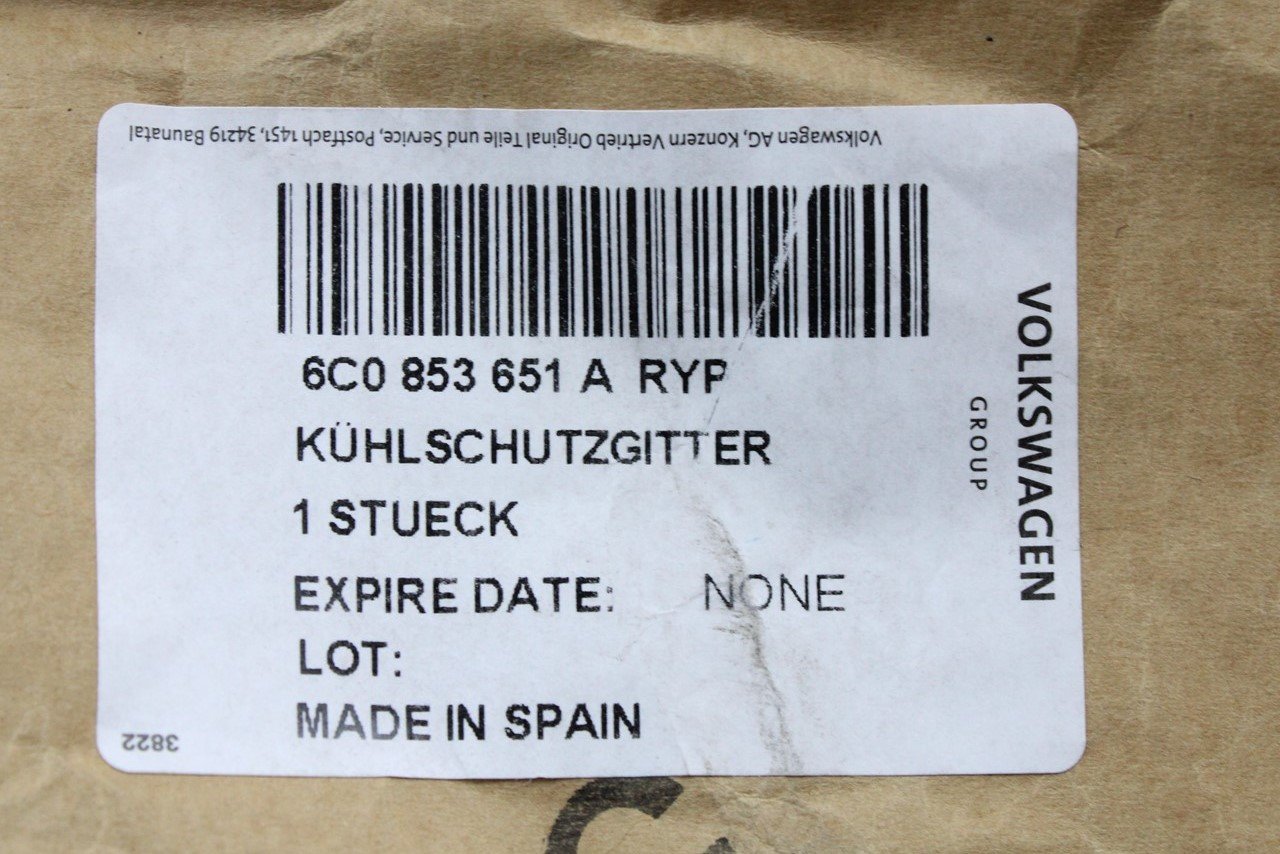 Volkswagen AG, Konzern Vertrieb Original Teile und Service, Postfach 1451, 34219 Baunatal
6C0 853 651 A RYP
KÜHLSCHUTZGITTER
1 STUECK
EXPIRE DATE: NONE
LOT:
MADE IN SPAIN
3822
VOLKSWAGEN
GROUP